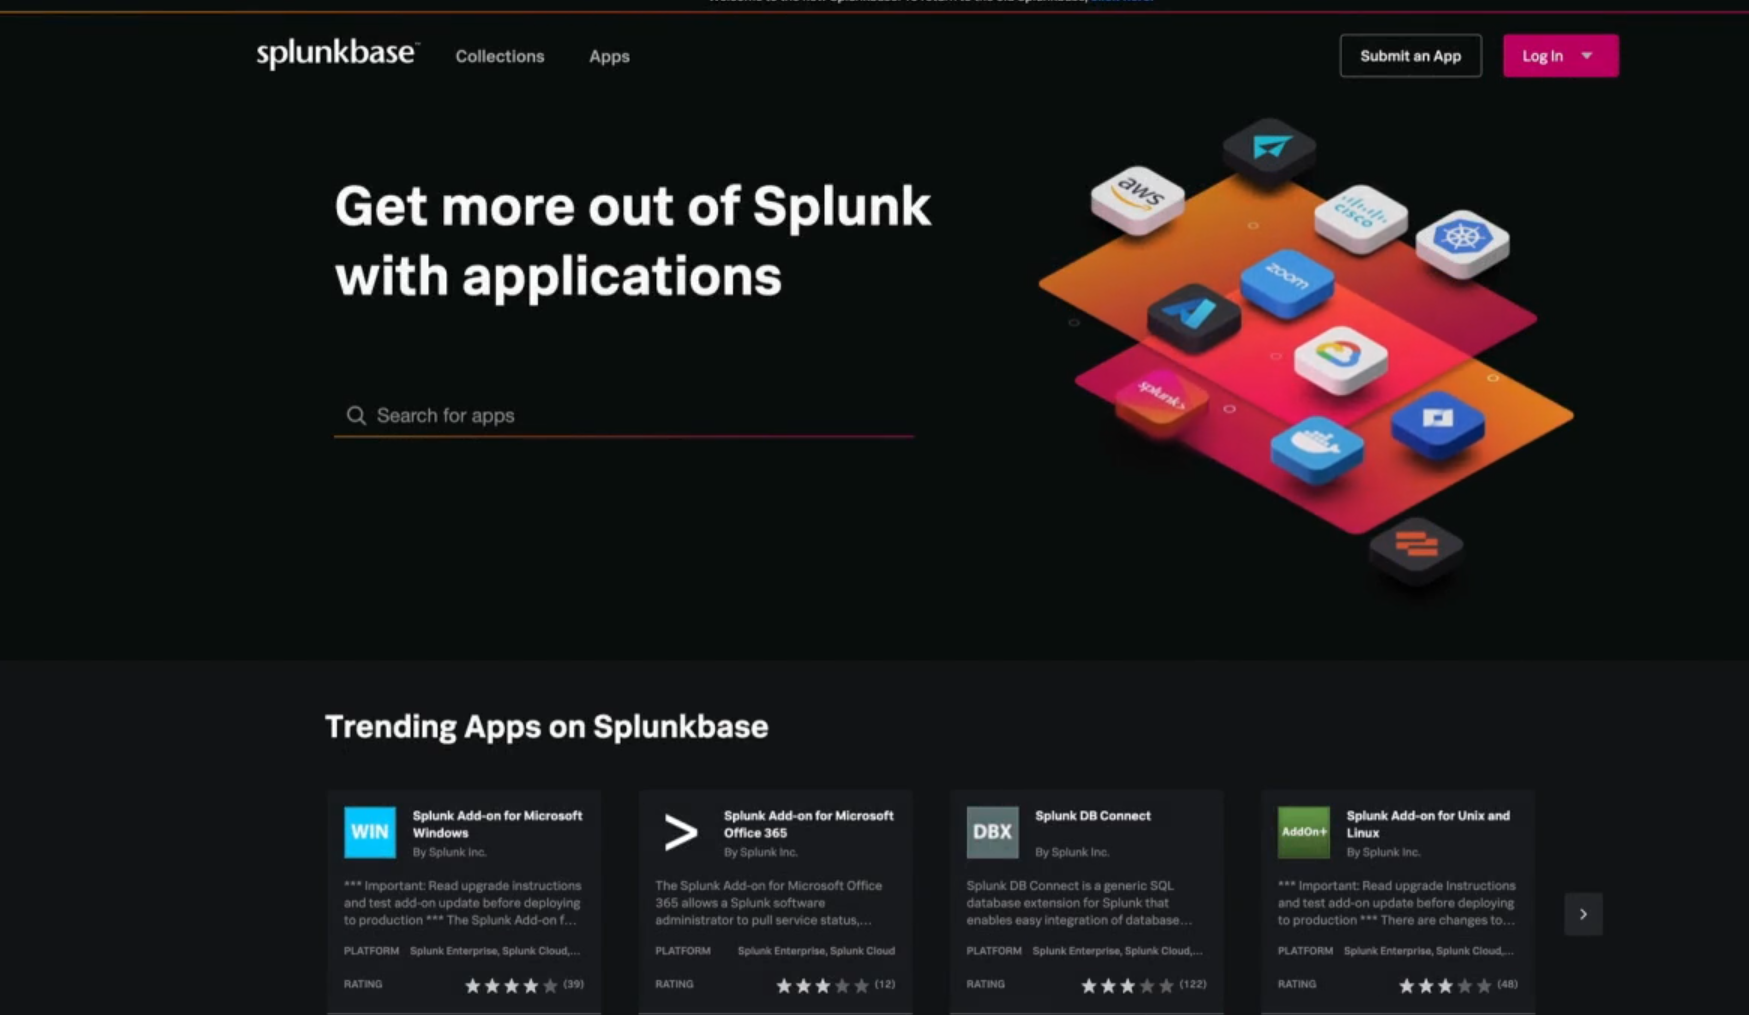 splunkbase™
Collections
Apps
Submit an App
Log In
Get more out of Splunk
with applications
Search for apps
aws
CISCO
zoom
splunk>
Trending Apps on Splunkbase
WIN
Splunk Add-on for Microsoft
Windows
By Splunk Inc.
*** Important: Read upgrade instructions
and test add-on update before deploying
to production *** The Splunk Add-on f...
PLATFORM Splunk Enterprise, Splunk Cloud,...
RATING (39)
>
Splunk Add-on for Microsoft
Office 365
By Splunk Inc.
The Splunk Add-on for Microsoft Office
365 allows a Splunk software
administrator to pull service status,...
PLATFORM Splunk Enterprise, Splunk Cloud
RATING (12)
DBX
Splunk DB Connect
By Splunk Inc.
Splunk DB Connect is a generic SQL
database extension for Splunk that
enables easy integration of database...
PLATFORM Splunk Enterprise, Splunk Cloud,...
RATING (122)
AddOn+
Splunk Add-on for Unix and
Linux
By Splunk Inc.
*** Important: Read upgrade Instructions
and test add-on update before deploying
to production *** There are changes to...
PLATFORM Splunk Enterprise, Splunk Cloud,...
RATING (48)